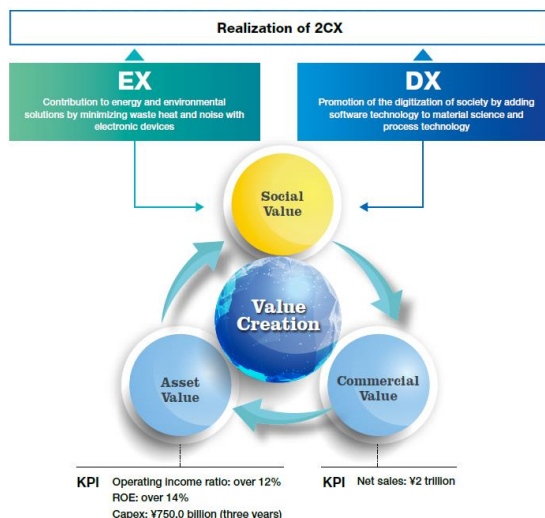 Realization of 2CX
EX
Contribution to energy and environmental
solutions by minimizing waste heat and noise with
electronic devices
DX
Promotion of the digitization of society by adding
software technology to material science and
process technology
Social
Value
Value
Creation
Asset
Value
Commercial
Value
KPI Operating income ratio: over 12%
ROE: over 14%
Capex: ¥750.0 billion (three years)
KPI Net sales: ¥2 trillion